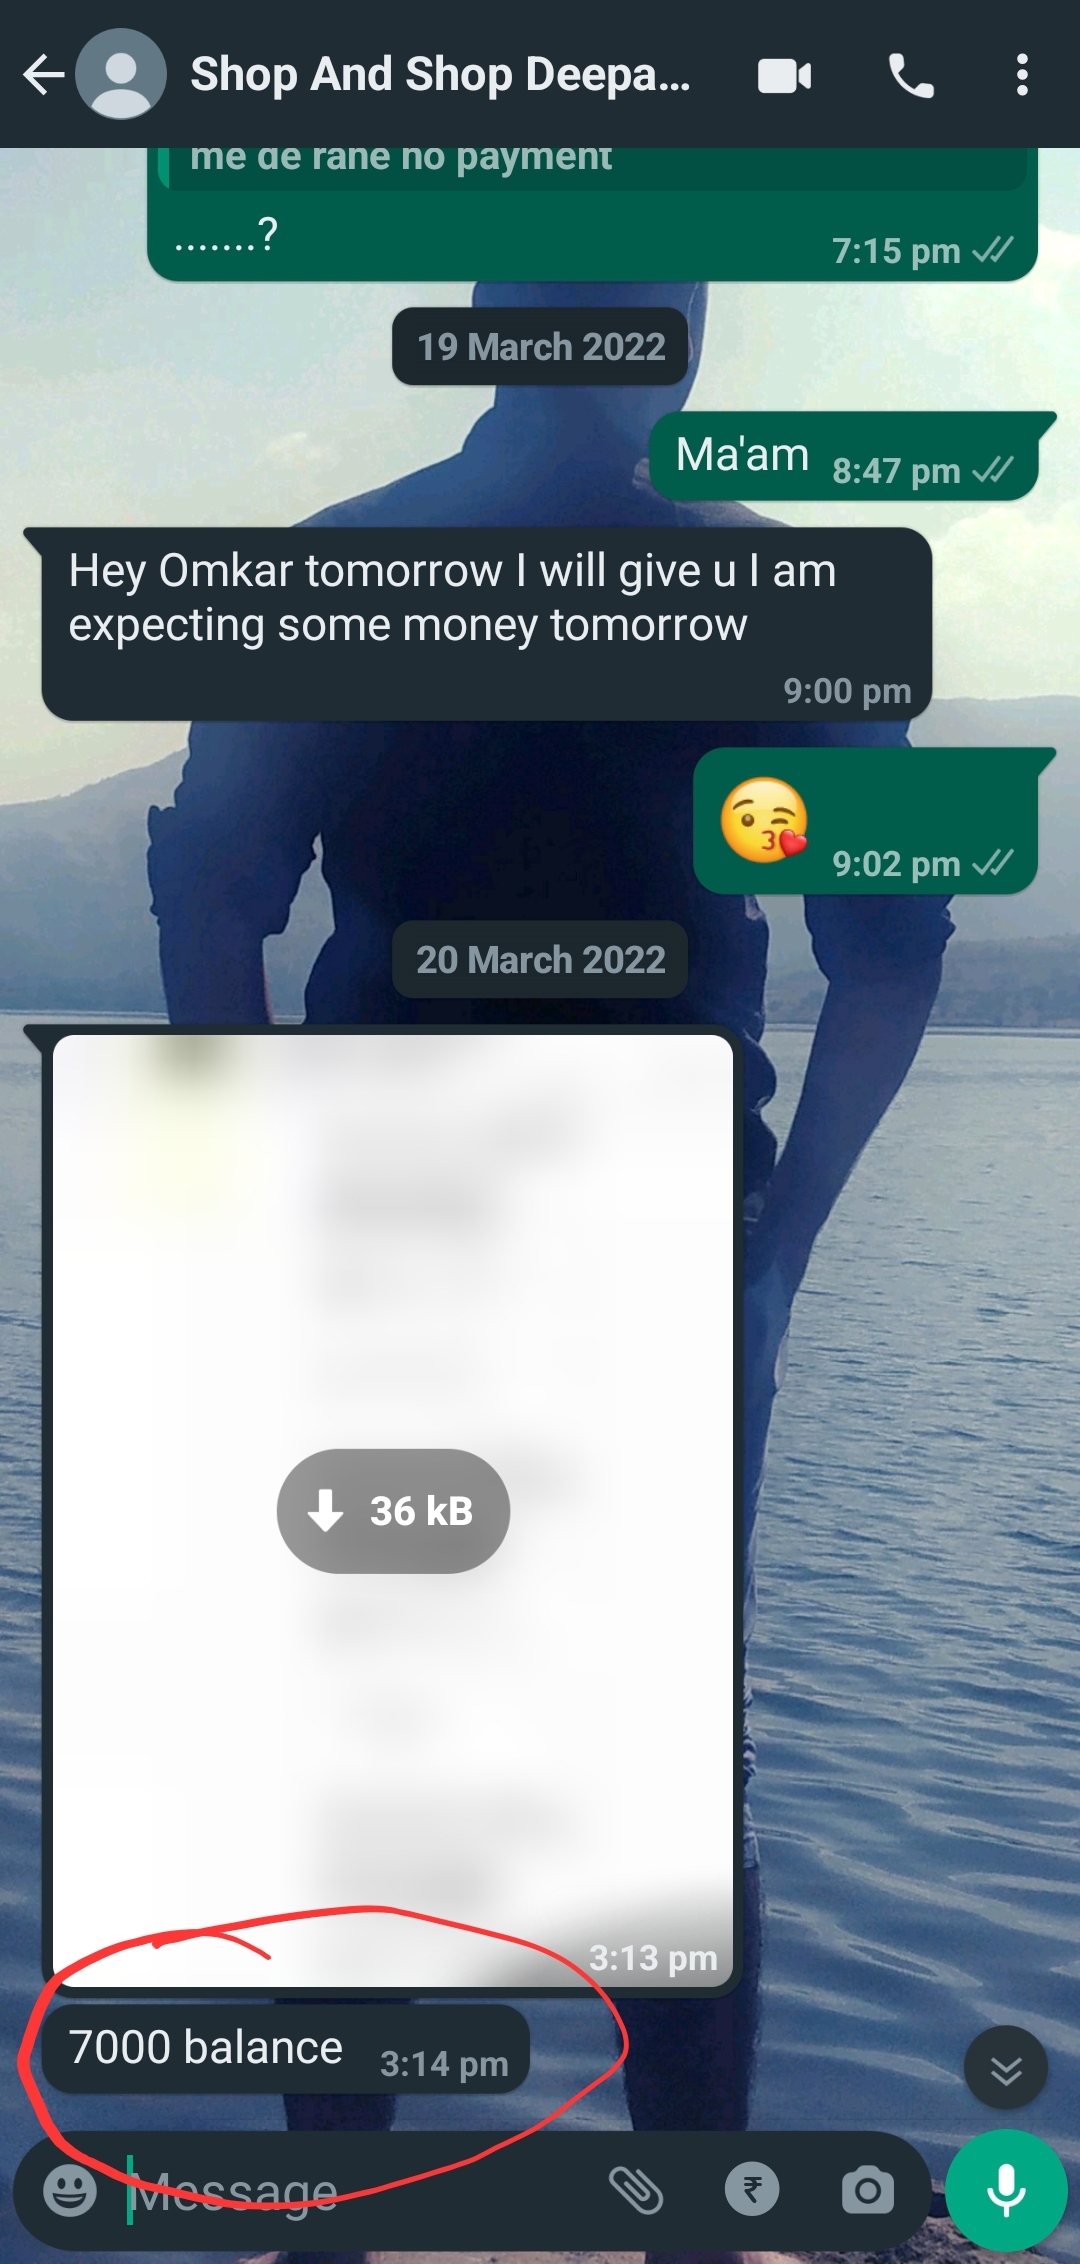 Shop And Shop Deepa...
me de rahe ho payment
.......?
7:15 pm
19 March 2022
Ma'am
8:47 pm
Hey Omkar tomorrow I will give u I am
expecting some money tomorrow
9:00 pm
😘
9:02 pm
20 March 2022
36 kB
3:13 pm
7000 balance
3:14 pm
Message